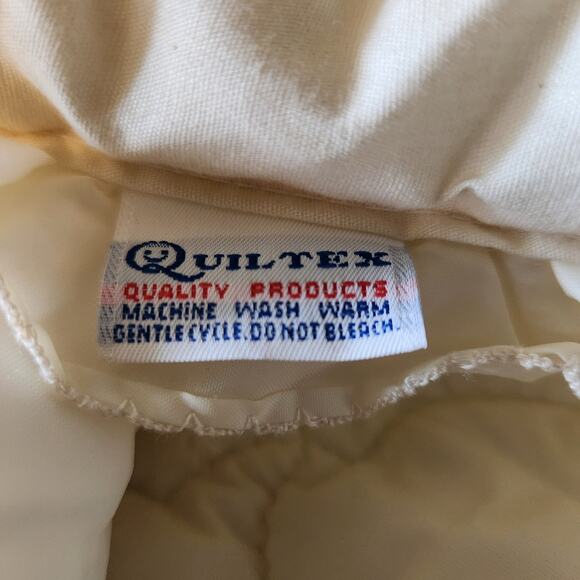 QUILTEX
QUALITY PRODUCTS
MACHINE WASH WARM
GENTLE CYCLE. DO NOT BLEACH.